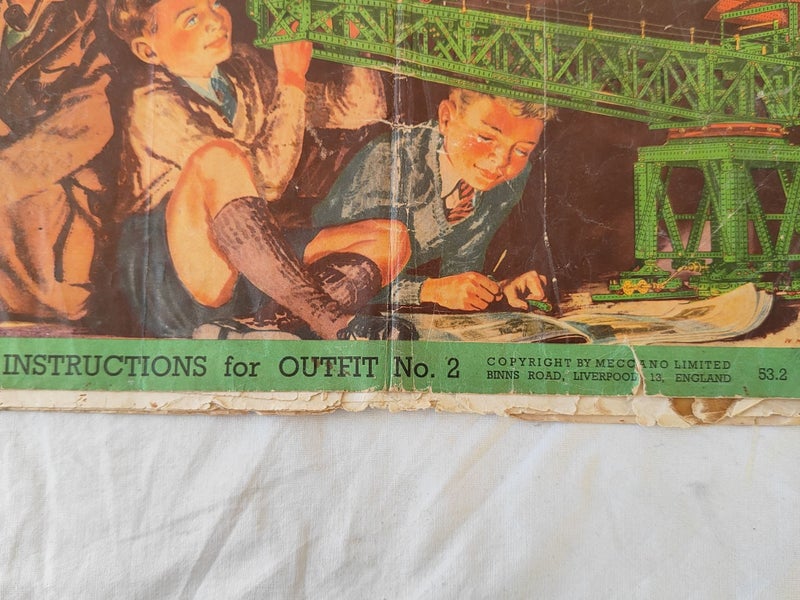 INSTRUCTIONS for OUTFIT No. 2
COPYRIGHT BY MECCANO LIMITED
BINNS ROAD, LIVERPOOL 13, ENGLAND
53.2